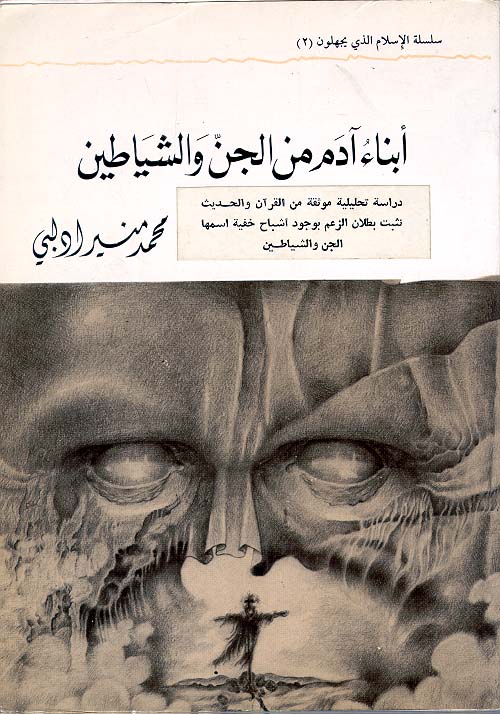 سلسلة الإسلام الذي يجهلون (٢)
أبناء آدم من الجنّ والشياطين
دراسة تحليلية موثقة من القرآن والحديث
تثبت بطلان الزعم بوجود أشباح خفية اسمها
الجن والشياطين
محمد منير ادلبي